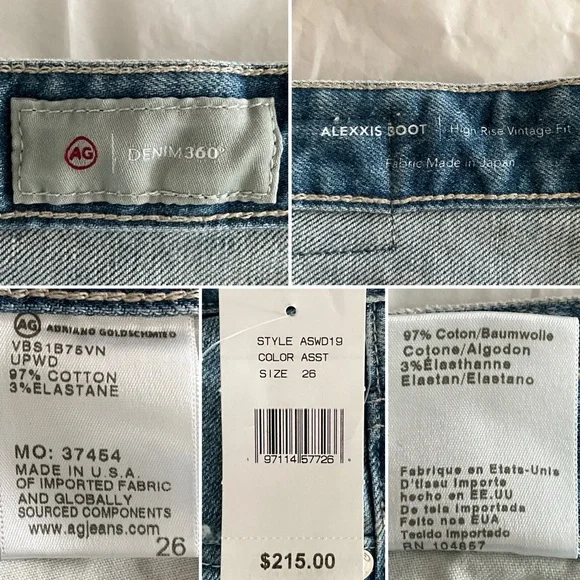 AG | DENIM360°
ALEXXIS BOOT | High Rise Vintage Fit
Fabric Made in Japan
AG ADRIANO GOLDSCHMIED
VBS1B75VN
UPWD
97% COTTON
3%ELASTANE
MO: 37454
MADE IN U.S.A.
OF IMPORTED FABRIC
AND GLOBALLY
SOURCED COMPONENTS
www.agjeans.com
26
STYLE ASWD19
COLOR ASST
SIZE 26
97114 57726
$215.00
97% Coton/Baumwolle
Cotone/Algodon
3%Elasthanne
Elastan/Elastano
Fabrique en Etats-Unis
D'tissu Importe
hecho en EE.UU
De tela importada
Feito nos EUA
Tecido importada
RN 104857